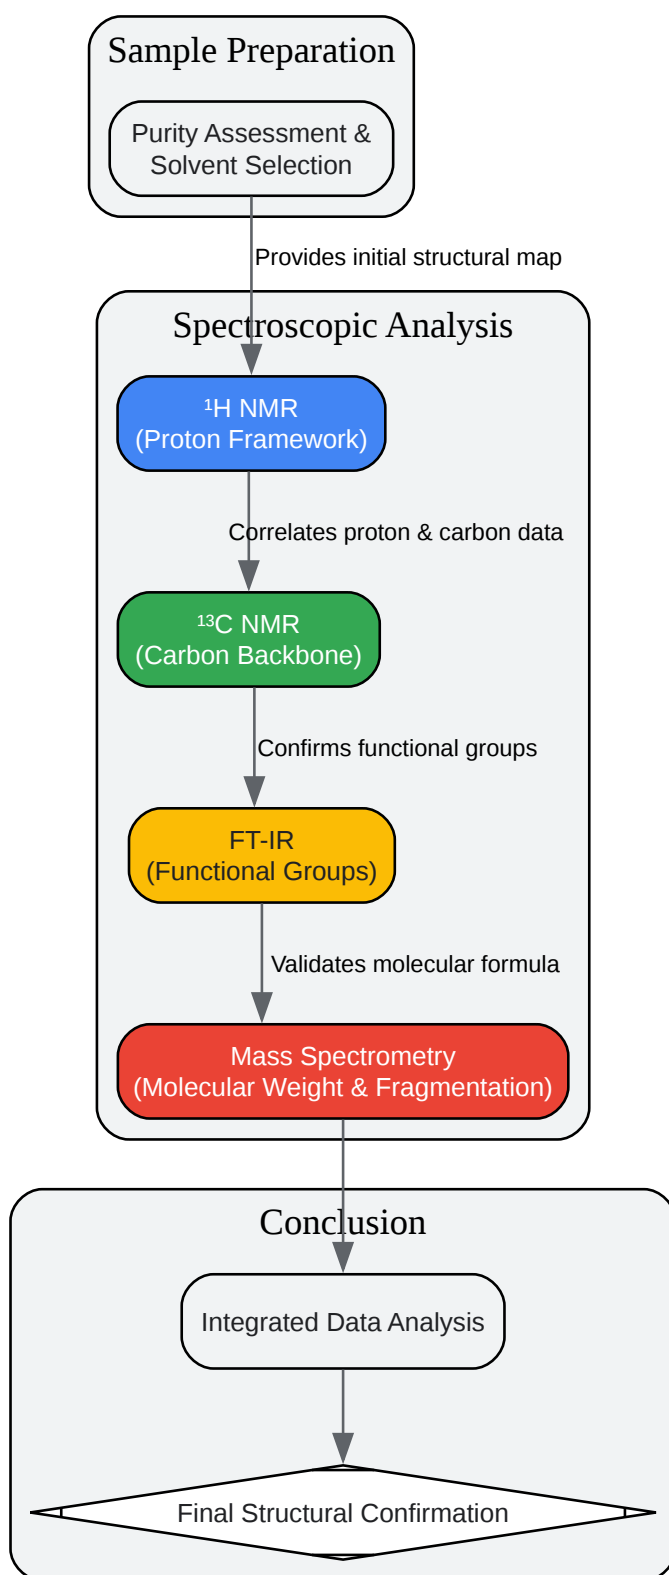 Sample Preparation
Purity Assessment &
Solvent Selection
Provides initial structural map
Spectroscopic Analysis
¹H NMR
(Proton Framework)
Correlates proton & carbon data
¹³C NMR
(Carbon Backbone)
Confirms functional groups
FT-IR
(Functional Groups)
Validates molecular formula
Mass Spectrometry
(Molecular Weight & Fragmentation)
Conclusion
Integrated Data Analysis
Final Structural Confirmation